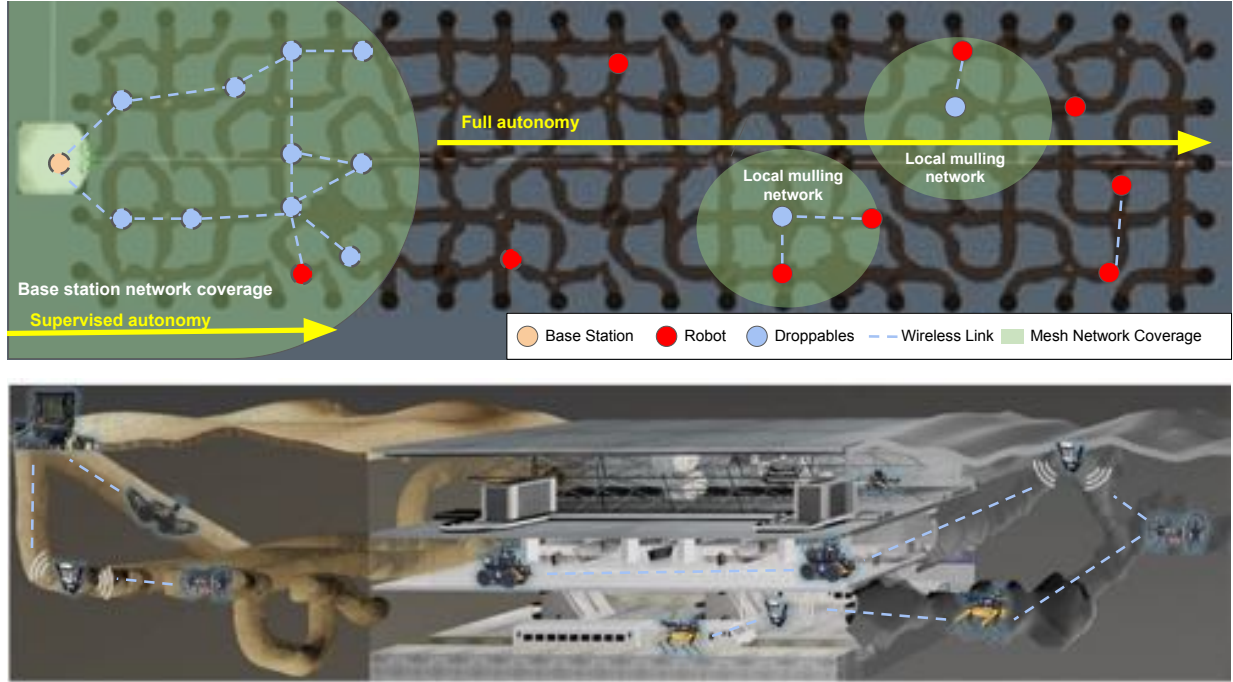 Full autonomy
Local mulling
network
Local mulling
network
Base station network coverage
Supervised autonomy
Base Station
Robot
Droppables
Wireless Link
Mesh Network Coverage